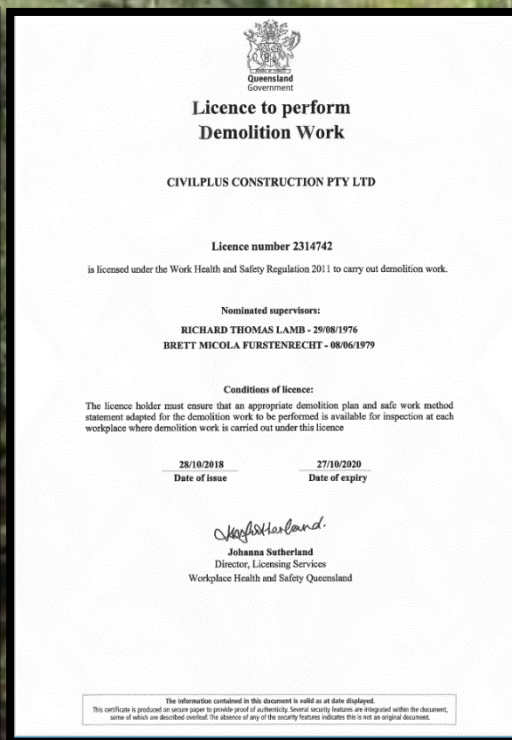 Queensland
Government
Licence to perform
Demolition Work
CIVILPLUS CONSTRUCTION PTY LTD
Licence number 2314742
is licensed under the Work Health and Safety Regulation 2011 to carry out demolition work.
Nominated supervisors:
RICHARD THOMAS LAMB - 29/08/1976
BRETT MICOLA FURSTENRECHT - 08/06/1979
Conditions of licence:
The licence holder must ensure that an appropriate demolition plan and safe work method
statement adapted for the demolition work to be performed is available for inspection at each
workplace where demolition work is carried out under this licence
28/10/2018 27/10/2020
Date of issue Date of expiry
Johanna Sutherland
Director, Licensing Services
Workplace Health and Safety Queensland
The information contained in this document is valid as at date displayed.
This certificate is produced on secure paper to provide proof of authenticity. Several security features are integrated within the document,
some of which are described overleaf. The absence of any of the security features indicates this is not an original document.